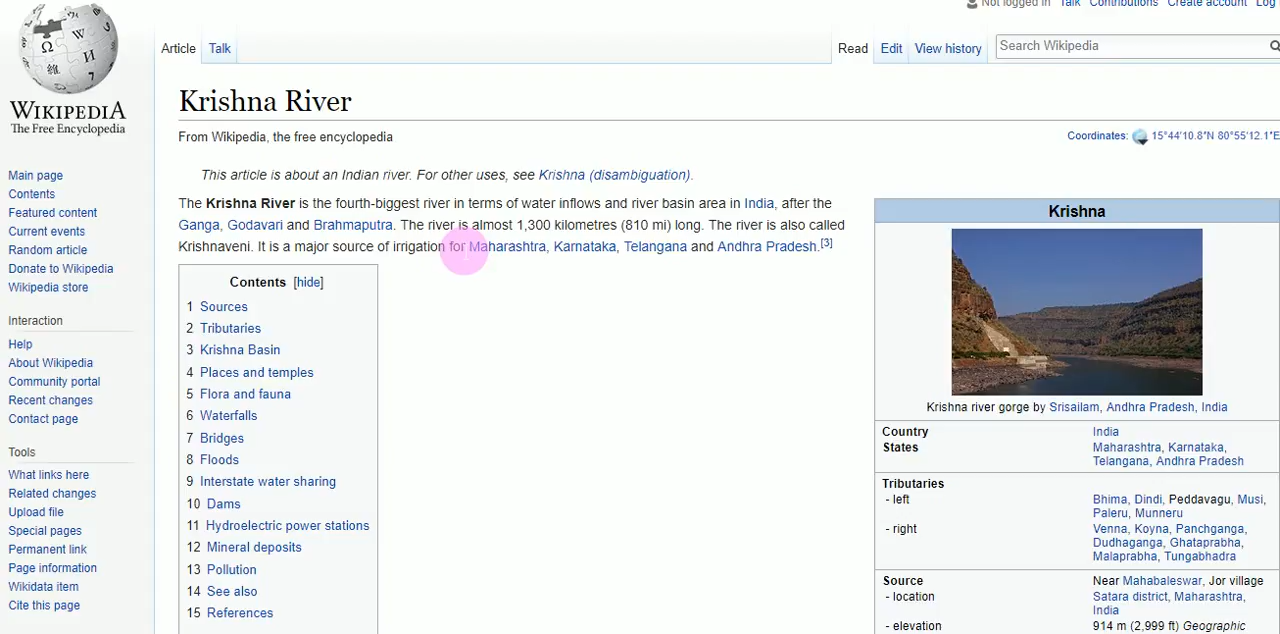 Not logged in Talk Contributions Create account Log
Article Talk Read Edit View history Search Wikipedia
WIKIPEDIA
The Free Encyclopedia
Krishna River
From Wikipedia, the free encyclopedia
Coordinates: 15°44′10.8″N 80°55′12.1″E
This article is about an Indian river. For other uses, see Krishna (disambiguation).
The Krishna River is the fourth-biggest river in terms of water inflows and river basin area in India, after the
Ganga, Godavari and Brahmaputra. The river is almost 1,300 kilometres (810 mi) long. The river is also called
Krishnaveni. It is a major source of irrigation for Maharashtra, Karnataka, Telangana and Andhra Pradesh.[3]
Contents [hide]
1 Sources
2 Tributaries
3 Krishna Basin
4 Places and temples
5 Flora and fauna
6 Waterfalls
7 Bridges
8 Floods
9 Interstate water sharing
10 Dams
11 Hydroelectric power stations
12 Mineral deposits
13 Pollution
14 See also
15 References
Main page
Contents
Featured content
Current events
Random article
Donate to Wikipedia
Wikipedia store
Interaction
Help
About Wikipedia
Community portal
Recent changes
Contact page
Tools
What links here
Related changes
Upload file
Special pages
Permanent link
Page information
Wikidata item
Cite this page
Krishna
Krishna river gorge by Srisailam, Andhra Pradesh, India
Country India
States Maharashtra, Karnataka,
Telangana, Andhra Pradesh
Tributaries
- left Bhima, Dindi, Peddavagu, Musi,
Paleru, Munneru
- right Venna, Koyna, Panchganga,
Dudhaganga, Ghataprabha,
Malaprabha, Tungabhadra
Source Near Mahabaleswar, Jor village
- location Satara district, Maharashtra,
India
- elevation 914 m (2,999 ft) Geographic